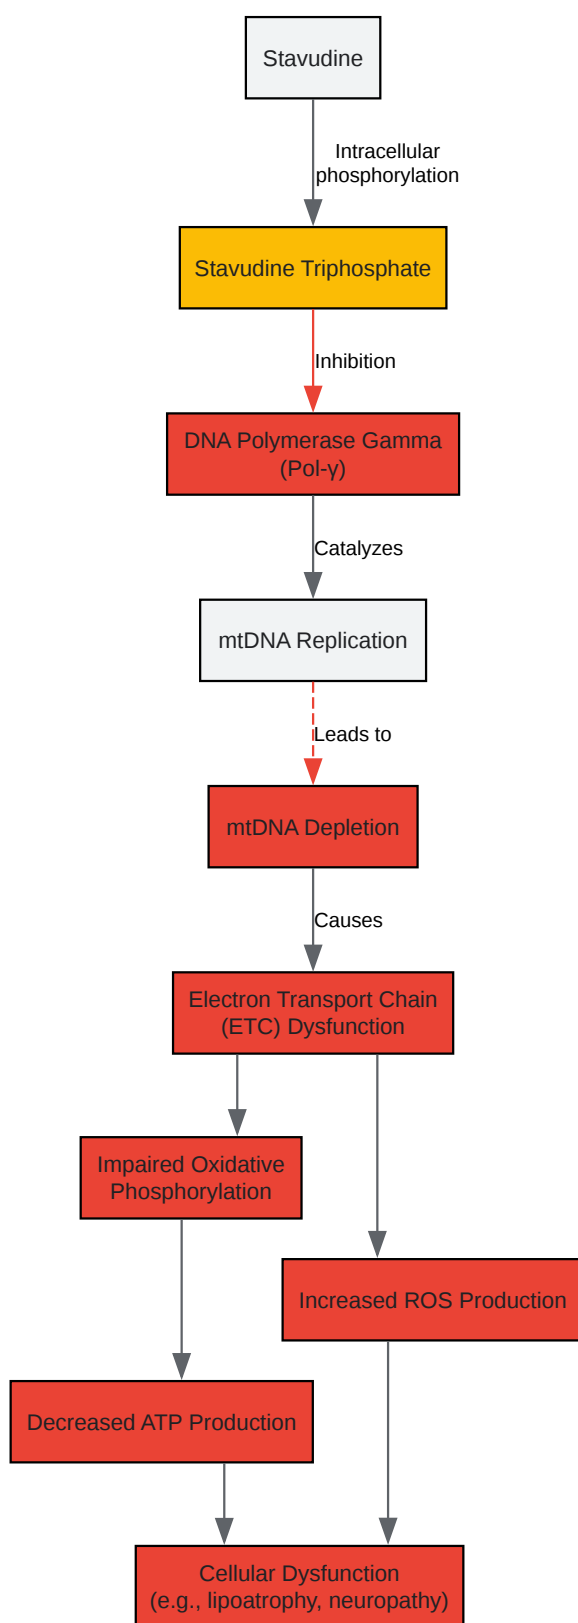 Stavudine
Intracellular
phosphorylation
Stavudine Triphosphate
Inhibition
DNA Polymerase Gamma
(Pol-γ)
Catalyzes
mtDNA Replication
Leads to
mtDNA Depletion
Causes
Electron Transport Chain
(ETC) Dysfunction
Impaired Oxidative
Phosphorylation
Increased ROS Production
Decreased ATP Production
Cellular Dysfunction
(e.g., lipoatrophy, neuropathy)